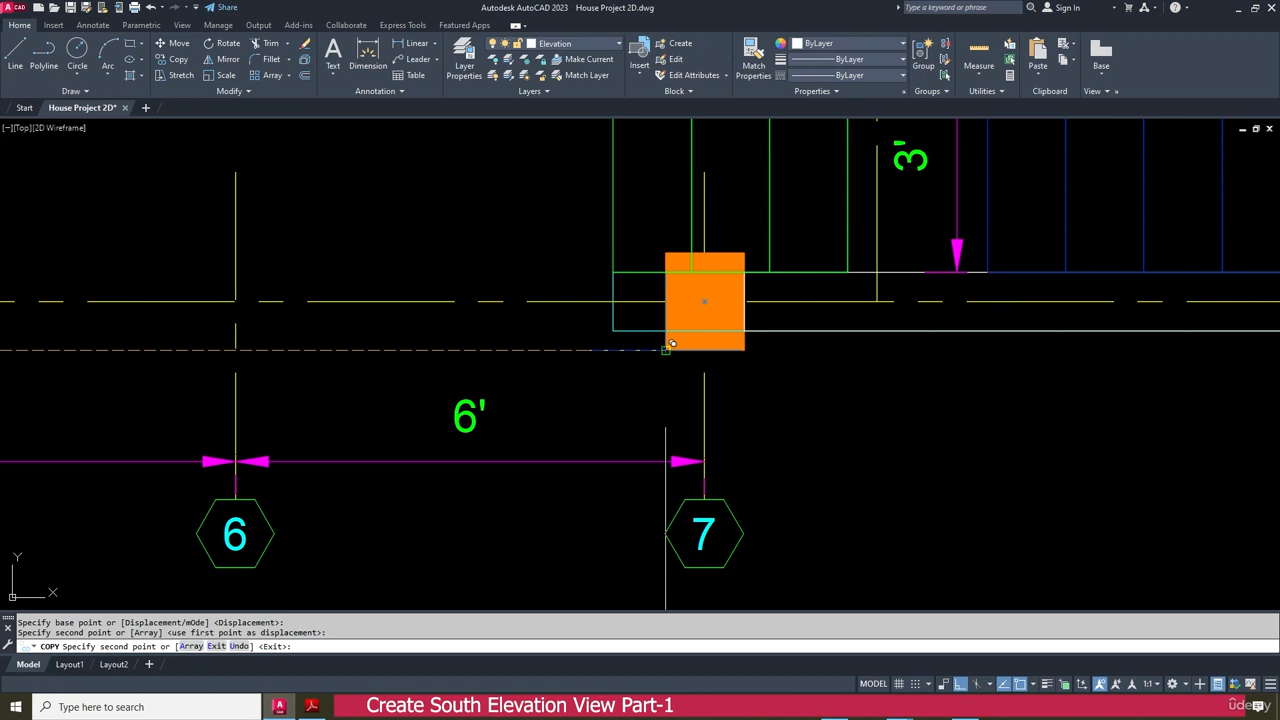 Share
Autodesk AutoCAD 2023 House Project 2D.dwg
Type a keyword or phrase
Sign In
Home Insert Annotate Parametric View Manage Output Add-ins Collaborate Express Tools Featured Apps
Line
Polyline
Circle
Arc
Draw
Move
Copy
Stretch
Rotate
Mirror
Scale
Trim
Fillet
Array
Modify
Text
Dimension
Linear
Leader
Table
Annotation
Layer
Properties
Elevation
Make Current
Match Layer
Layers
Insert
Create
Edit
Edit Attributes
Block
Match
Properties
ByLayer
ByLayer
ByLayer
Properties
Group
Groups
Measure
Utilities
Paste
Clipboard
Base
View
Start House Project 2D*
[−][Top][2D Wireframe]
3'
6'
6
7
Y
X
Specify base point or [Displacement/mOde] <Displacement>:
Specify second point or [Array] <use first point as displacement>:
COPY Specify second point or [Array Exit Undo] <Exit>:
Model Layout1 Layout2
MODEL
1:1
Type here to search
Create South Elevation View Part-1
ûdemy